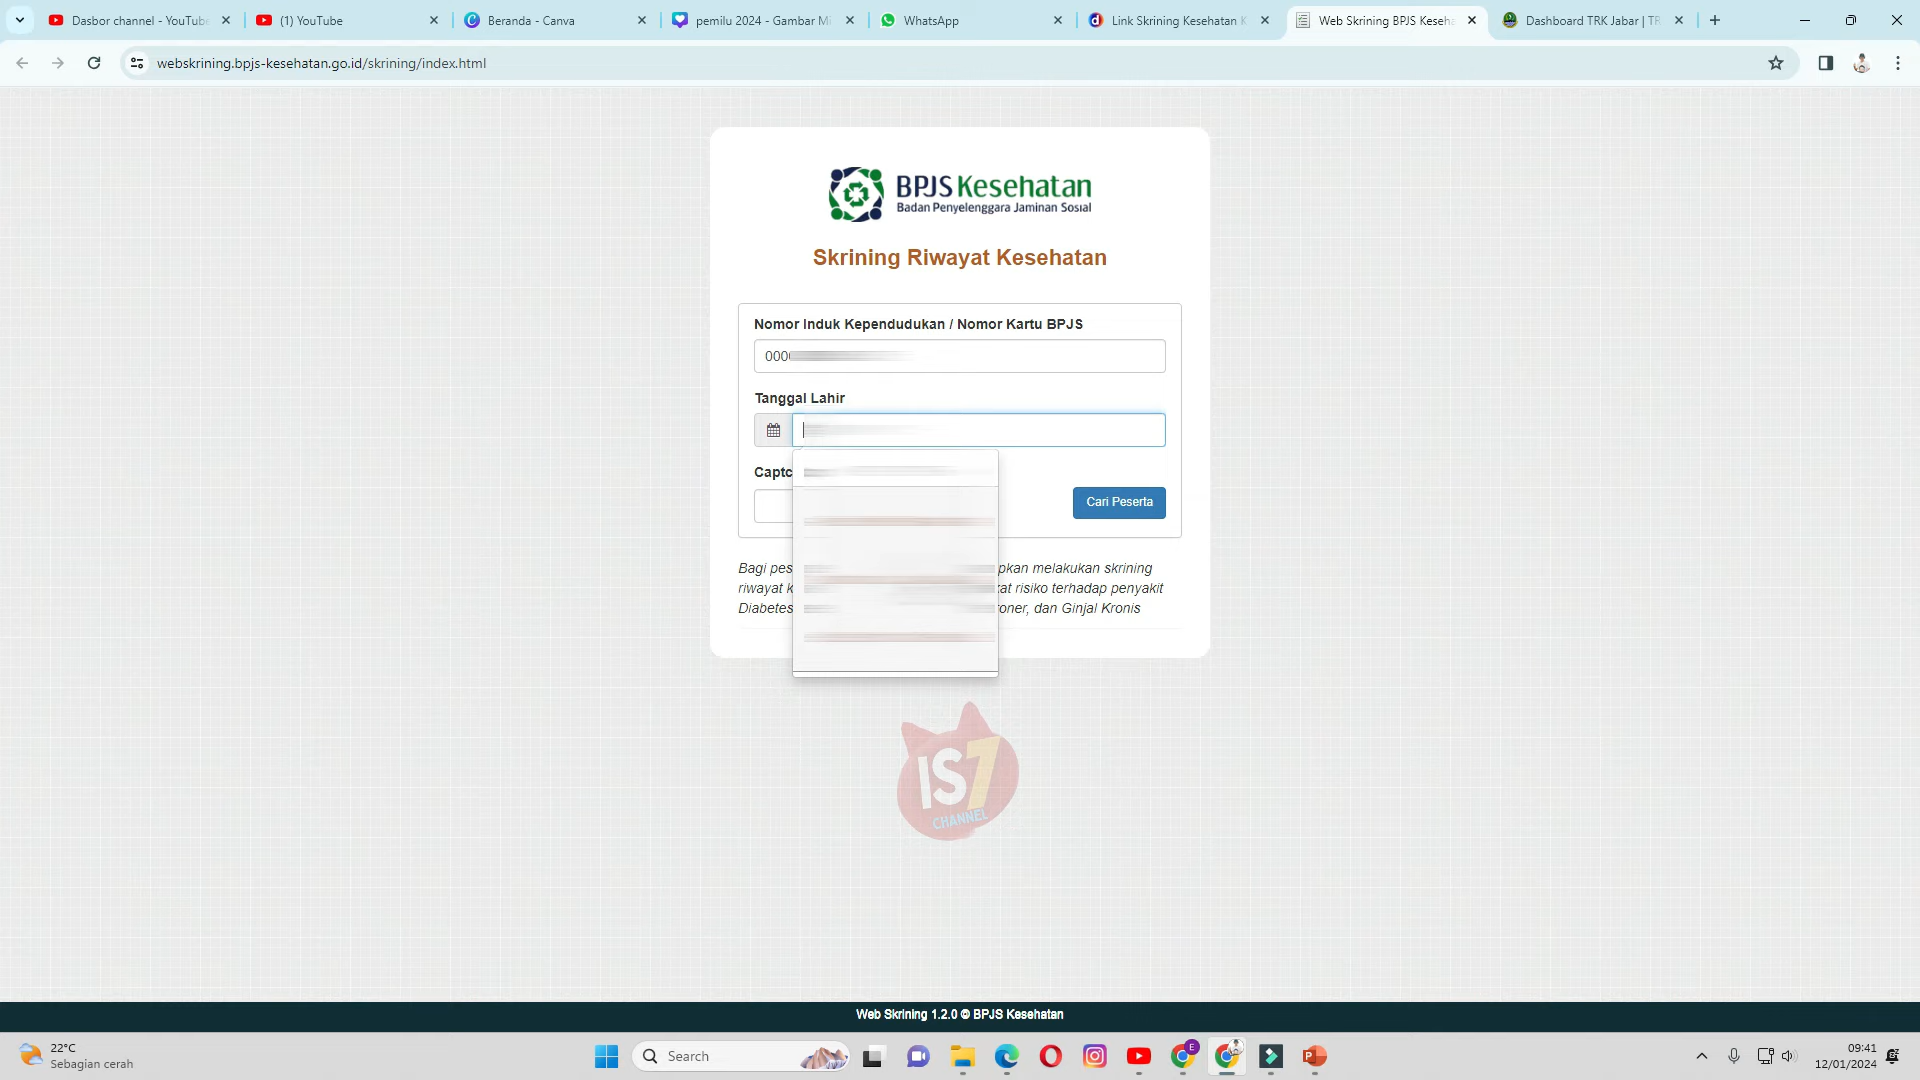 Dasbor channel - YouTube
(1) YouTube
Beranda - Canva
pemilu 2024 - Gambar Mi
WhatsApp
Link Skrining Kesehatan K
Web Skrining BPJS Keseha
Dashboard TRK Jabar | TR
webskrining.bpjs-kesehatan.go.id/skrining/index.html
BPJS Kesehatan
Badan Penyelenggara Jaminan Sosial
Skrining Riwayat Kesehatan
Nomor Induk Kependudukan / Nomor Kartu BPJS
000
Tanggal Lahir
Captc
Cari Peserta
Bagi pes pkan melakukan skrining
riwayat k at risiko terhadap penyakit
Diabetes oner, dan Ginjal Kronis
IS7
CHANNEL
Web Skrining 1.2.0 © BPJS Kesehatan
22°C
Sebagian cerah
Search
E
09:41
12/01/2024